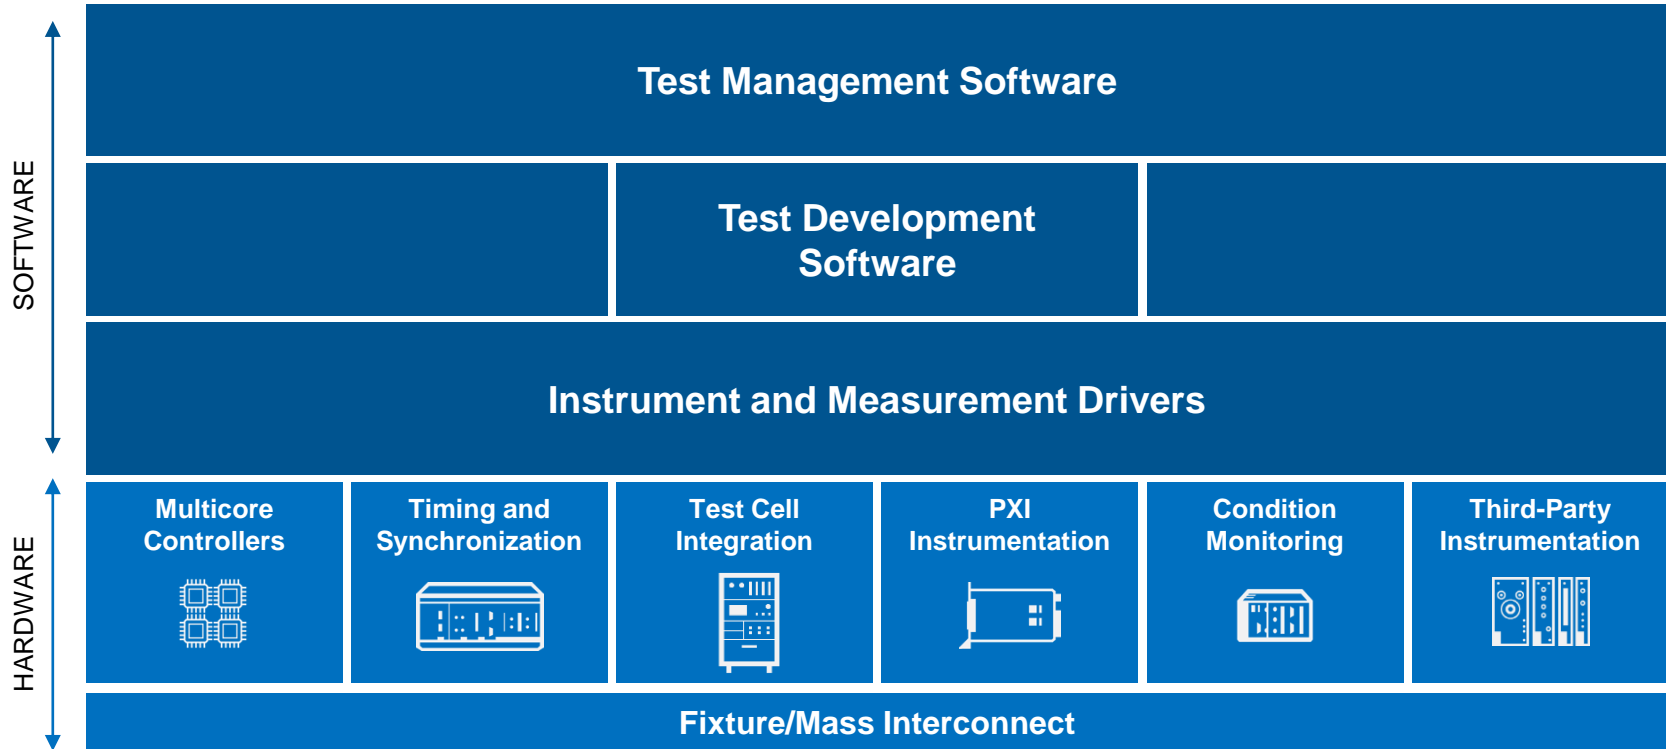 SOFTWARE
Test Management Software
Test Development
Software
Instrument and Measurement Drivers
HARDWARE
Multicore
Controllers
Timing and
Synchronization
Test Cell
Integration
PXI
Instrumentation
Condition
Monitoring
Third-Party
Instrumentation
Fixture/Mass Interconnect